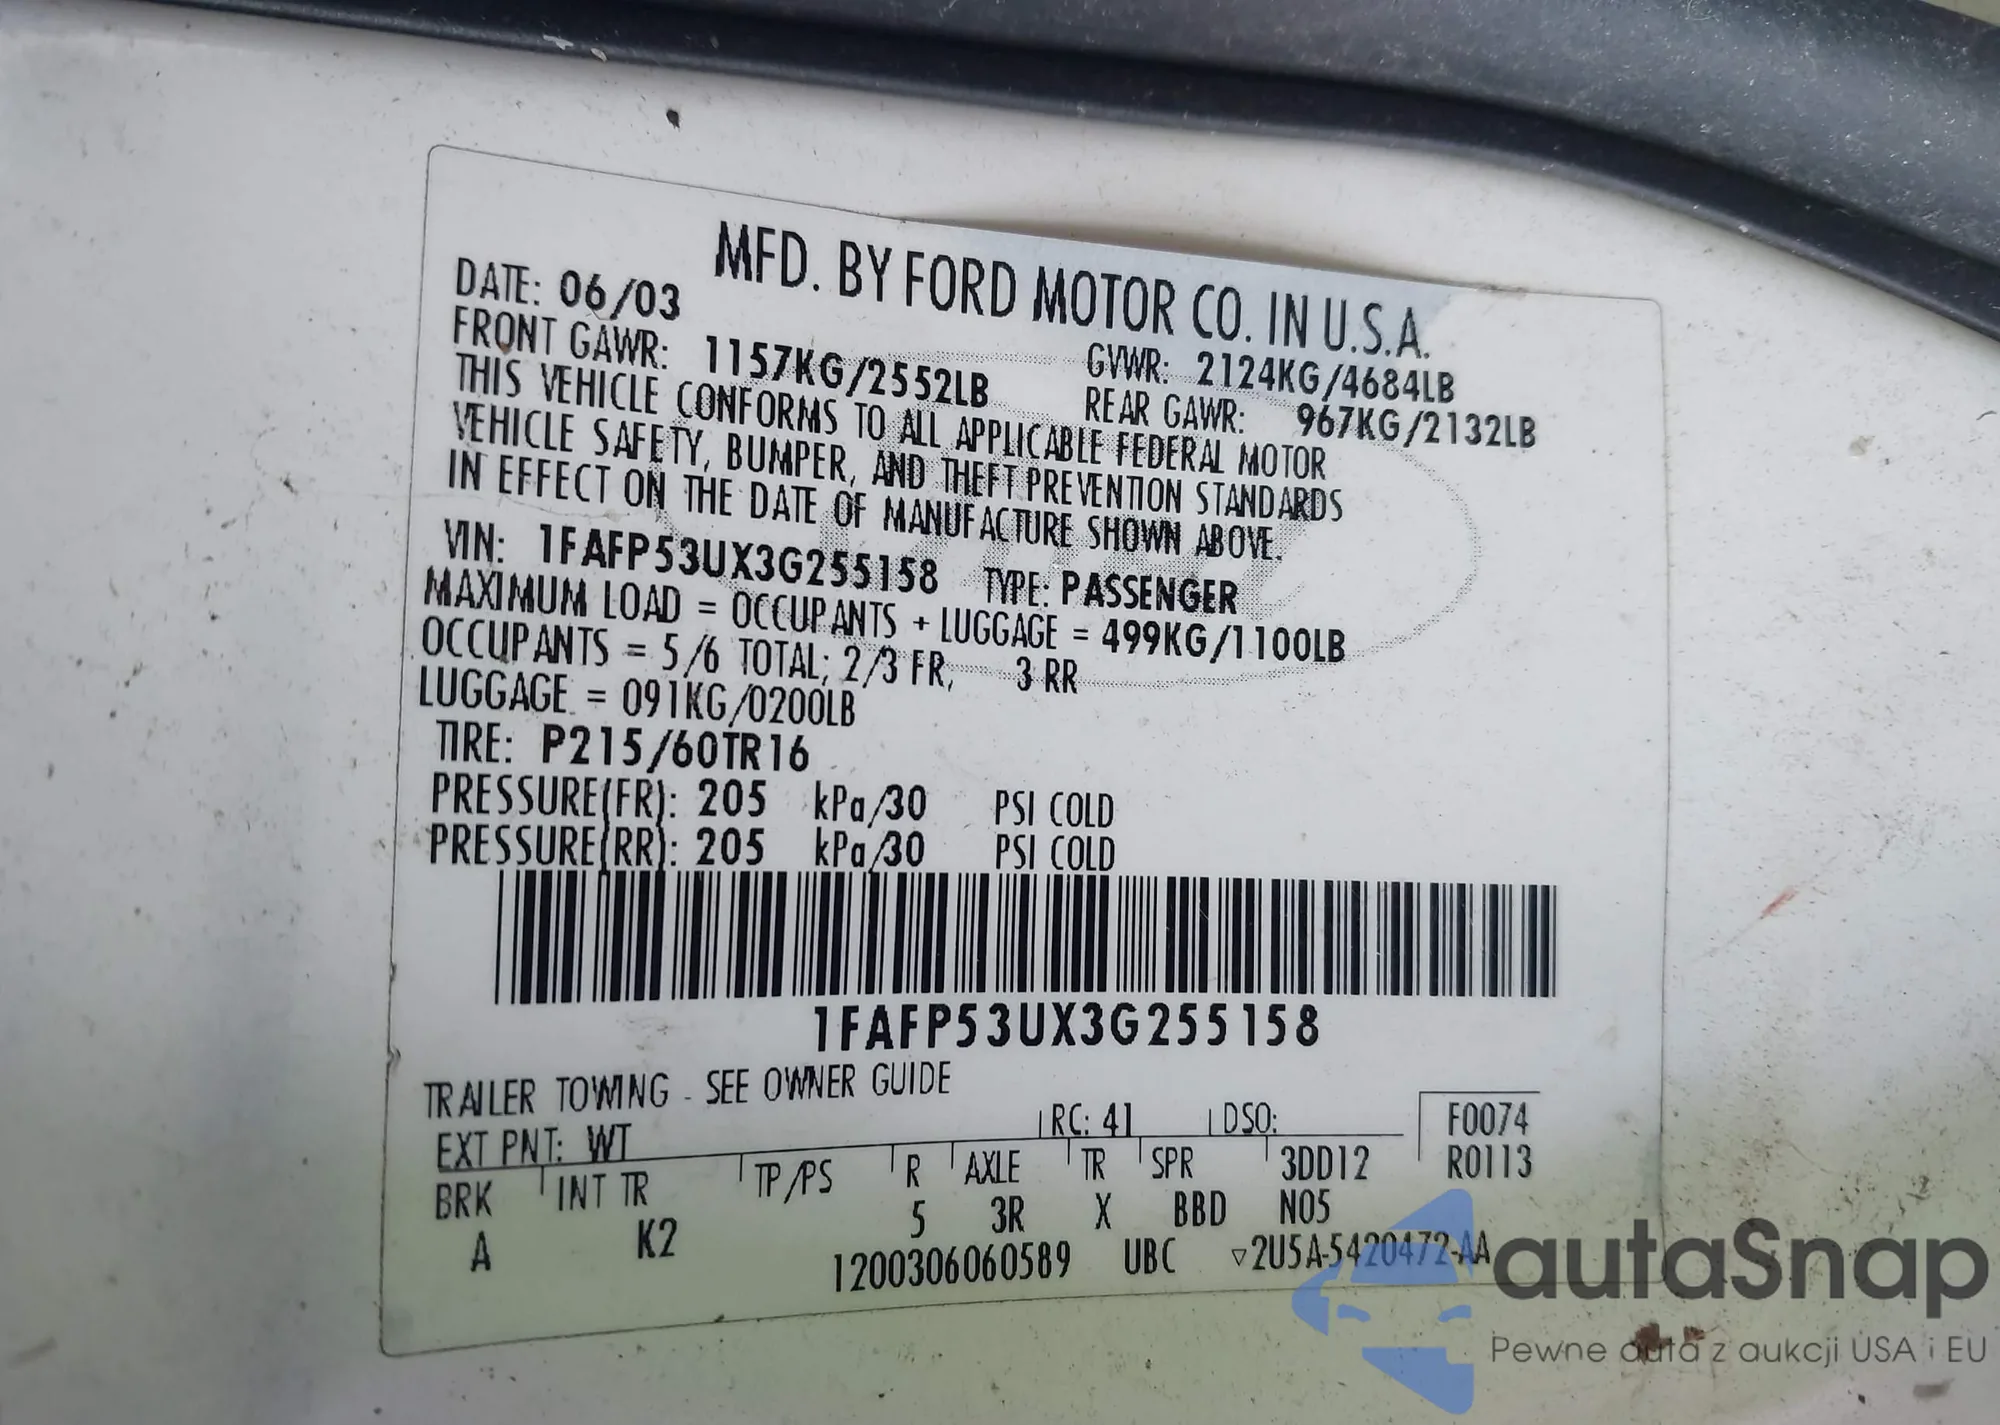 MFD. BY FORD MOTOR CO. IN U.S.A.
DATE: 06/03 GVWR: 2124KG/4684LB
FRONT GAWR: 1157KG/2552LB REAR GAWR: 967KG/2132LB
THIS VEHICLE CONFORMS TO ALL APPLICABLE FEDERAL MOTOR
VEHICLE SAFETY, BUMPER, AND THEFT PREVENTION STANDARDS
IN EFFECT ON THE DATE OF MANUFACTURE SHOWN ABOVE.
VIN: 1FAFP53UX3G255158 TYPE: PASSENGER
MAXIMUM LOAD = OCCUPANTS + LUGGAGE = 499KG/1100LB
OCCUPANTS = 5/6 TOTAL; 2/3 FR, 3 RR
LUGGAGE = 091KG/0200LB
TIRE: P215/60TR16
PRESSURE(FR): 205 kPa/30 PSI COLD
PRESSURE(RR): 205 kPa/30 PSI COLD
1FAFP53UX3G255158
TRAILER TOWING - SEE OWNER GUIDE
EXT PNT: WT RC: 41 DSO: F0074
BRK INT TR TP/PS R AXLE TR SPR 3DD12 R0113
A K2 5 3R X BBD N05
1200306060589 UBC ▽2U5A-5420472-AA
autaSnap
Pewne auta z aukcji USA i EU